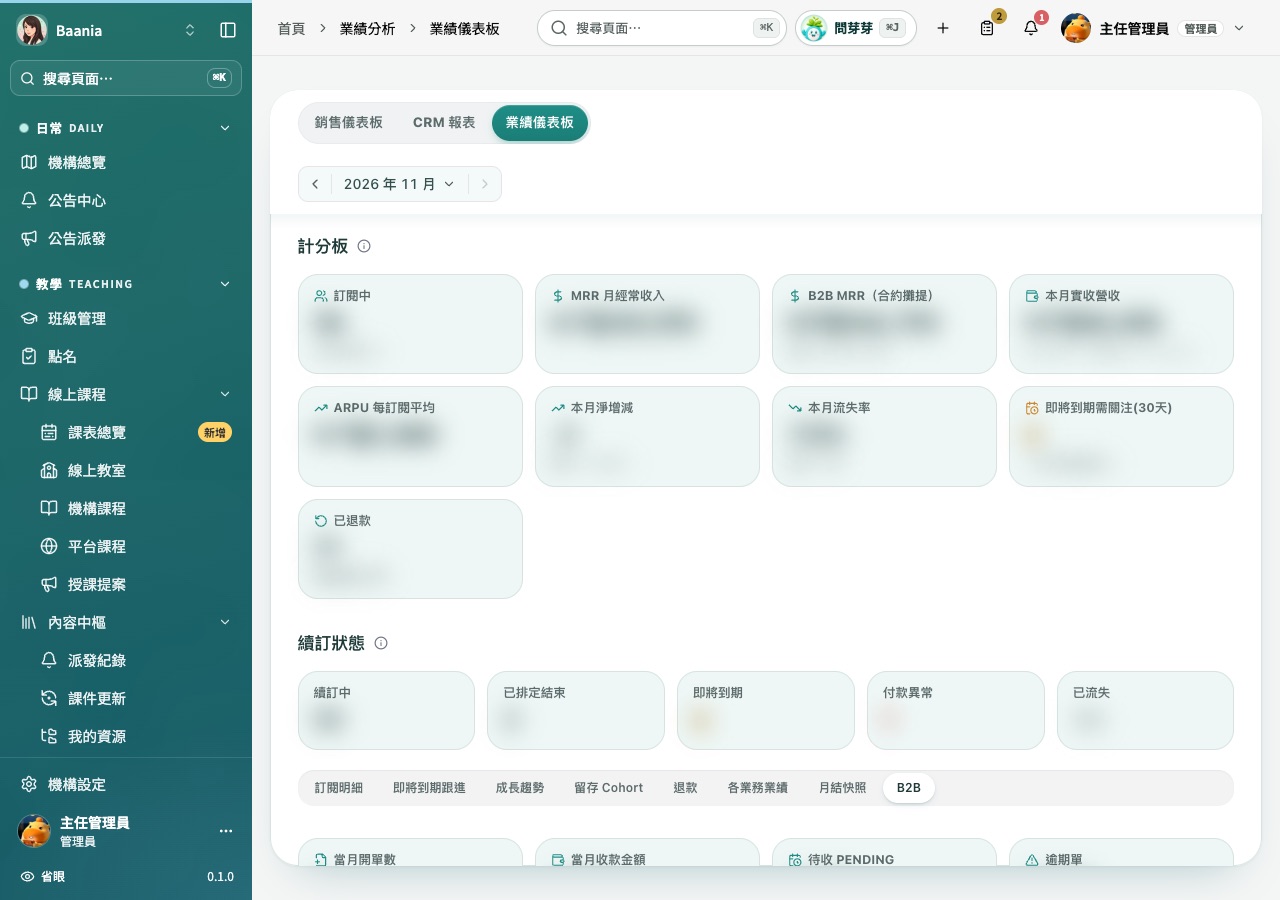 Baania
搜尋頁面… ⌘K
日常 DAILY
機構總覽
公告中心
公告派發
教學 TEACHING
班級管理
點名
線上課程
課表總覽 新增
線上教室
機構課程
平台課程
授課提案
內容中樞
派發紀錄
課件更新
我的資源
機構設定
主任管理員
管理員
省眼 0.1.0
首頁 > 業績分析 > 業績儀表板
搜尋頁面… ⌘K
問芽芽 ⌘J
2
1
主任管理員 管理員
銷售儀表板 CRM 報表 業績儀表板
2026 年 11 月
計分板
訂閱中
MRR 月經常收入
B2B MRR（合約攤提）
本月實收營收
ARPU 每訂閱平均
本月淨增減
本月流失率
即將到期需關注(30天)
已退款
續訂狀態
續訂中
已排定結束
即將到期
付款異常
已流失
訂閱明細 即將到期跟進 成長趨勢 留存 Cohort 退款 各業務業績 月結快照 B2B
當月開單數
當月收款金額
待收 PENDING
逾期單